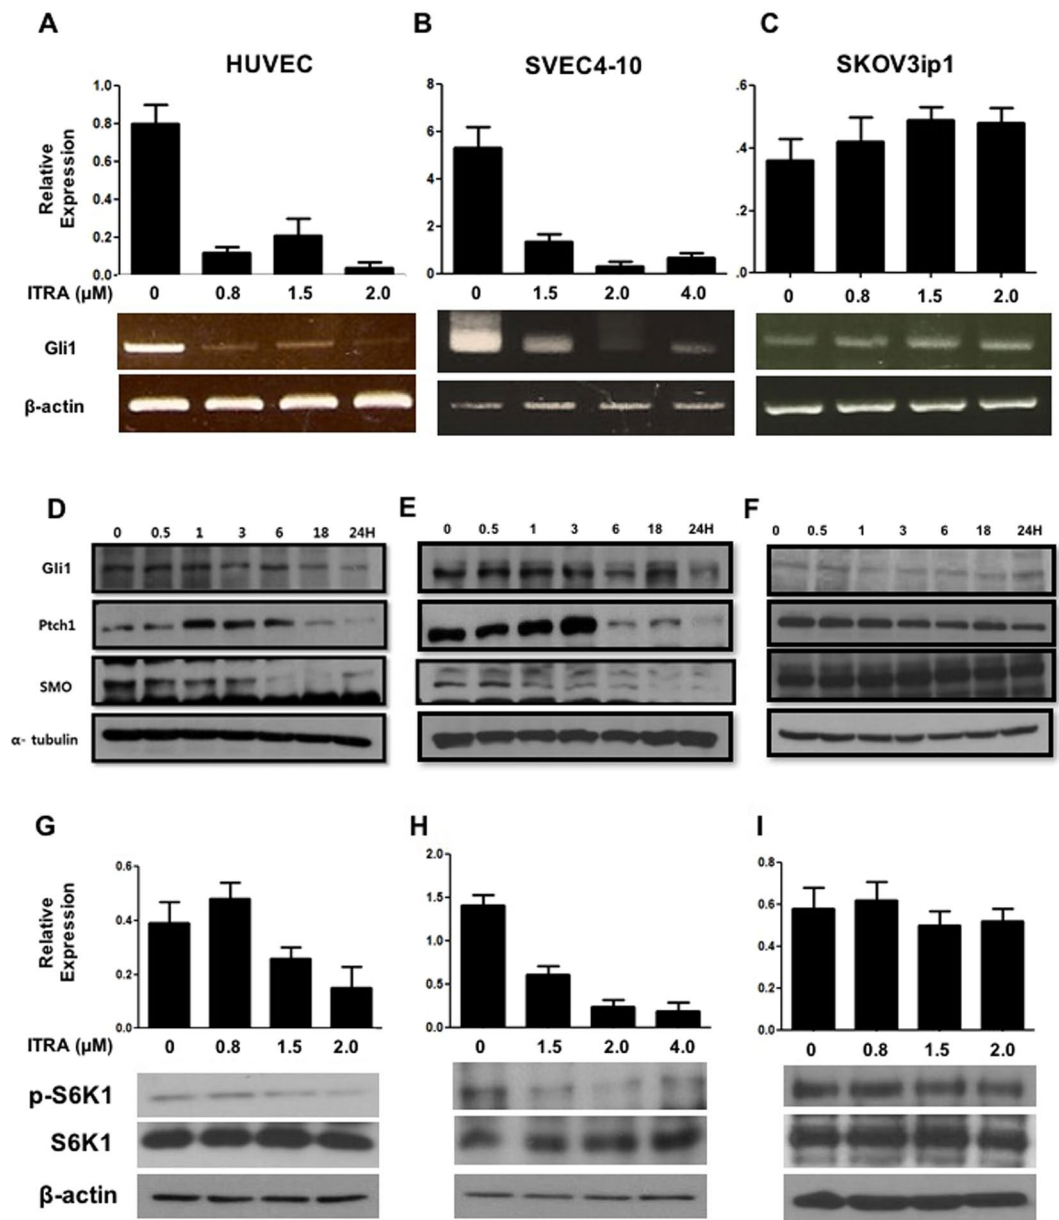 A
B
C
HUVEC
SVEC4-10
SKOV3ip1
Relative Expression
1.0
0.8
0.6
0.4
0.2
0.0
8
6
4
2
0
.6
.4
.2
.0
ITRA (µM)
0 0.8 1.5 2.0
0 1.5 2.0 4.0
0 0.8 1.5 2.0
Gli1
β-actin
D
E
F
0 0.5 1 3 6 18 24H
0 0.5 1 3 6 18 24H
0 0.5 1 3 6 18 24H
Gli1
Ptch1
SMO
α- tubulin
G
H
I
Relative Expression
0.6
0.4
0.2
0.0
2.0
1.5
1.0
0.5
0.0
0.8
0.6
0.4
0.2
0.0
ITRA (µM)
0 0.8 1.5 2.0
0 1.5 2.0 4.0
0 0.8 1.5 2.0
p-S6K1
S6K1
β-actin